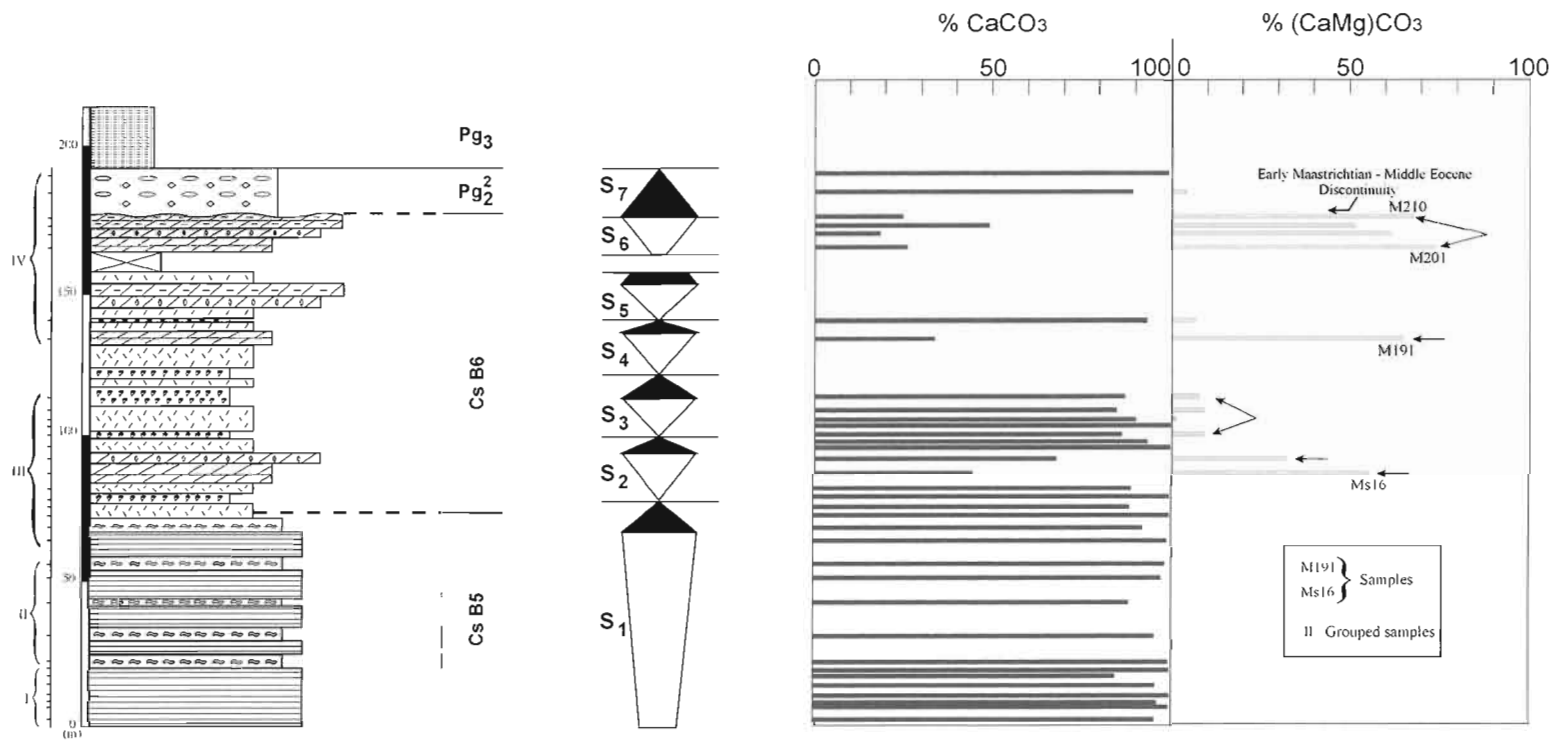 % CaCO3
% (CaMg)CO3
0
50
100
0
50
100
200
150
100
50
0
(m)
IV
III
II
I
Pg3
Pg2 2
Cs B6
Cs B5
S7
S6
S5
S4
S3
S2
S1
Early Maastrichtian - Middle Eocene
Discontinuity
M210
M201
M191
Ms16
M191
Ms16
} Samples
II Grouped samples